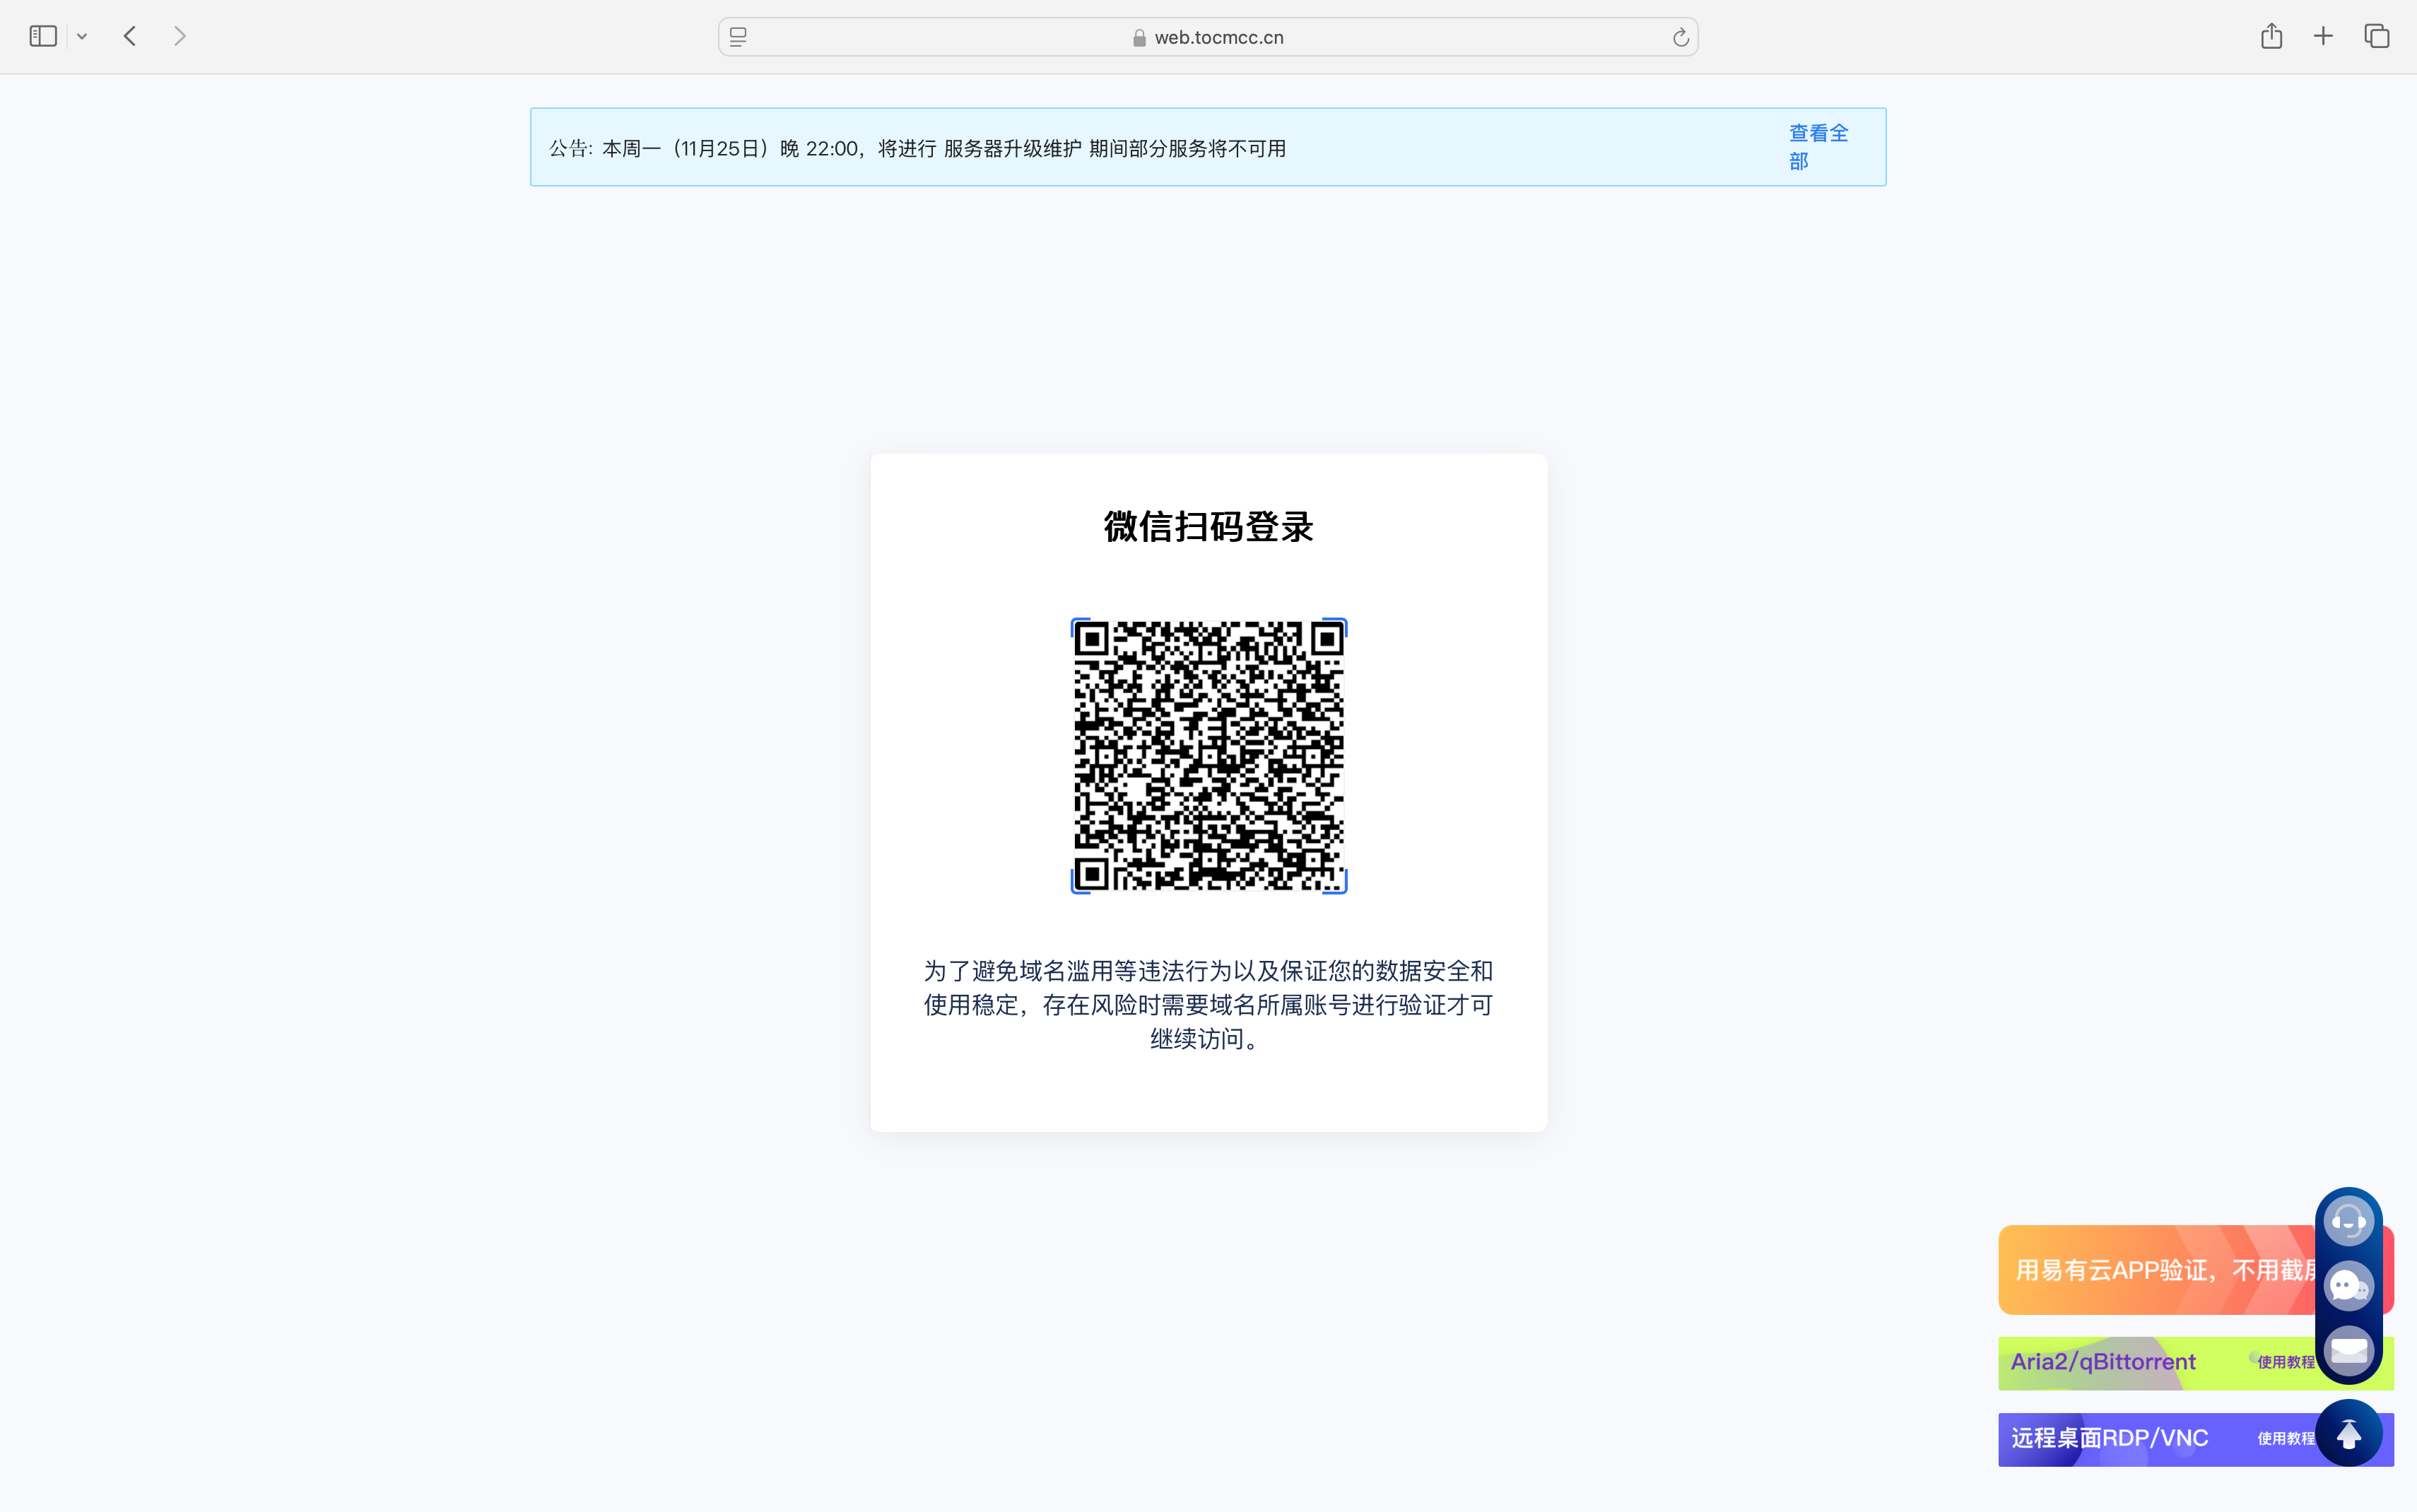 web.tocmcc.cn
公告: 本周一（11月25日）晚 22:00，将进行 服务器升级维护 期间部分服务将不可用
查看全
部
微信扫码登录
为了避免域名滥用等违法行为以及保证您的数据安全和
使用稳定，存在风险时需要域名所属账号进行验证才可
继续访问。
用易有云APP验证，不用截
Aria2/qBittorrent
使用教程
远程桌面RDP/VNC
使用教程